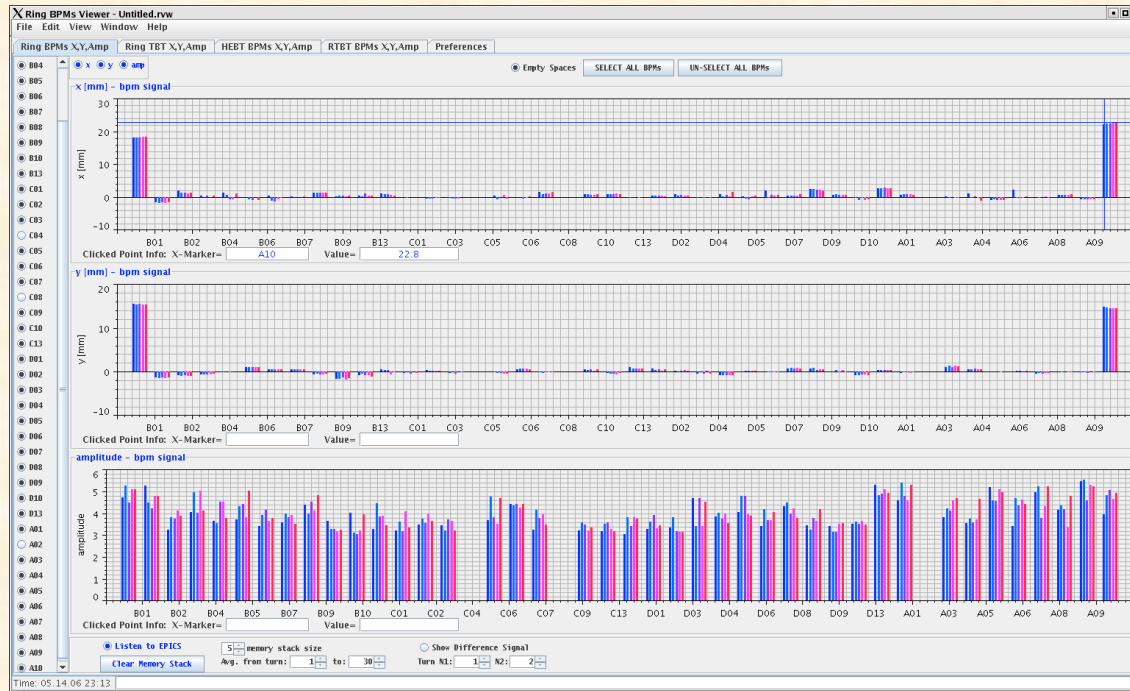 X Ring BPMs Viewer - Untitled.rvw
File Edit View Window Help
Ring BPMs X,Y,Amp Ring TBT X,Y,Amp HEBT BPMs X,Y,Amp RTBT BPMs X,Y,Amp Preferences
x y amp
Empty Spaces SELECT ALL BPMs UN-SELECT ALL BPMs
B04
B05
B06
B07
B08
B09
B10
B13
C01
C02
C03
C04
C05
C06
C07
C08
C09
C10
C13
D01
D02
D03
D04
D05
D06
D07
D08
D09
D10
D13
A01
A02
A03
A04
A05
A06
A07
A08
A09
A10
x [mm] - bpm signal
30
20
10
0
-10
x [mm]
B01 B02 B04 B06 B07 B09 B13 C01 C03 C05 C06 C08 C10 C13 D02 D04 D05 D07 D09 D10 A01 A03 A04 A06 A08 A09
Clicked Point Info: X-Marker= A10 Value= 22.8
y [mm] - bpm signal
20
10
0
-10
y [mm]
B01 B02 B04 B06 B07 B09 B13 C01 C03 C05 C06 C08 C10 C13 D02 D04 D05 D07 D09 D10 A01 A03 A04 A06 A08 A09
Clicked Point Info: X-Marker= Value=
amplitude - bpm signal
6
5
4
3
2
1
0
amplitude
B01 B02 B04 B05 B07 B09 B10 C01 C02 C04 C06 C07 C09 C13 D01 D03 D04 D06 D07 D09 D13 A01 A03 A04 A06 A08 A09
Clicked Point Info: X-Marker= Value=
Listen to EPICS 5 memory stack size Show Difference Signal
Clear Memory Stack Avg. from turn: 1 to: 30 Turn N1: 1 N2: 2
Time: 05.14.06 23:13